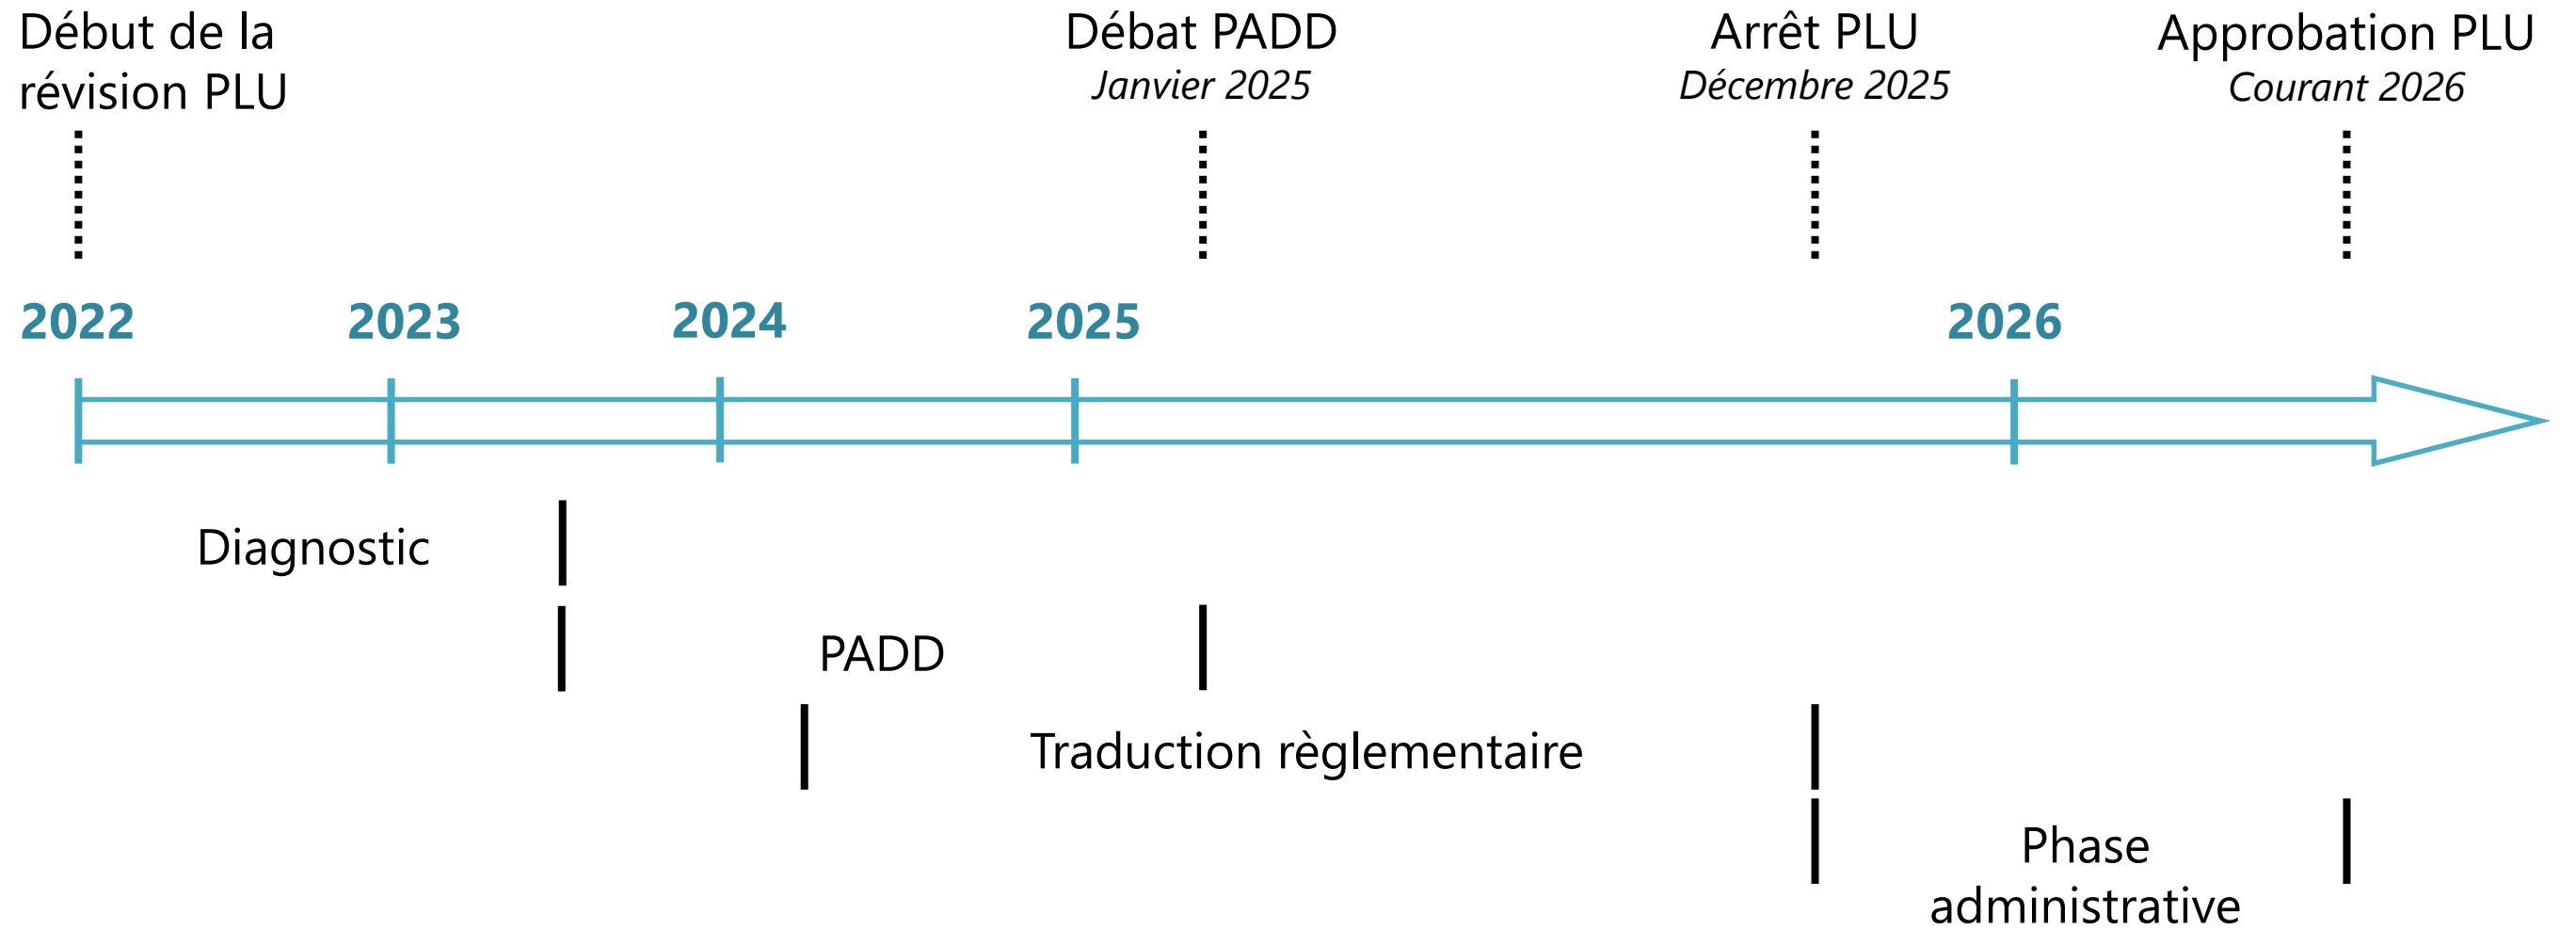 Début de la
révision PLU
Débat PADD
Janvier 2025
Arrêt PLU
Décembre 2025
Approbation PLU
Courant 2026
2022
2023
2024
2025
2026
Diagnostic
PADD
Traduction règlementaire
Phase
administrative